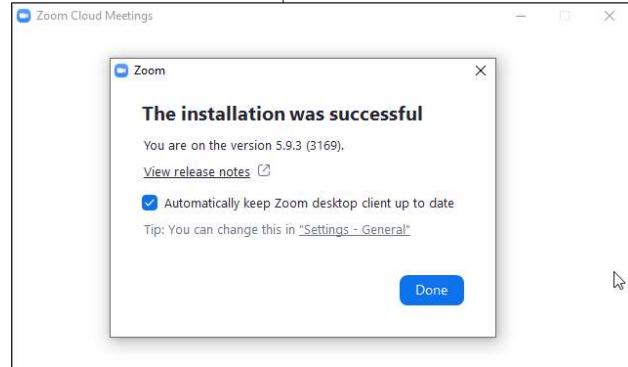 Zoom Cloud Meetings
Zoom
The installation was successful
You are on the version 5.9.3 (3169).
View release notes
Automatically keep Zoom desktop client up to date
Tip: You can change this in "Settings - General"
Done